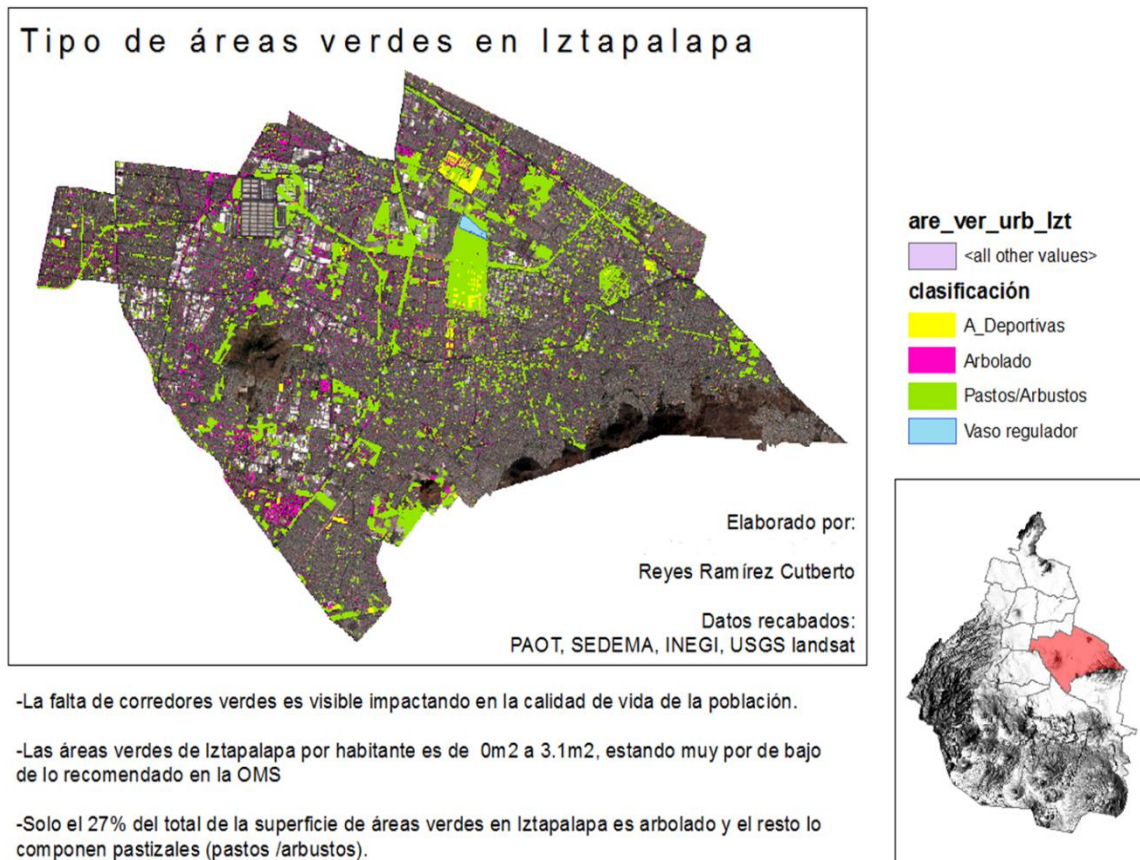 Tipo de áreas verdes en Iztapalapa
are_ver_urb_Izt
<all other values>
clasificación
A_Deportivas
Arbolado
Pastos/Arbustos
Vaso regulador
Elaborado por:
Reyes Ramírez Cutberto
Datos recabados:
PAOT, SEDEMA, INEGI, USGS landsat
-La falta de corredores verdes es visible impactando en la calidad de vida de la población.
-Las áreas verdes de Iztapalapa por habitante es de 0m2 a 3.1m2, estando muy por de bajo
de lo recomendado en la OMS
-Solo el 27% del total de la superficie de áreas verdes en Iztapalapa es arbolado y el resto lo
componen pastizales (pastos /arbustos).